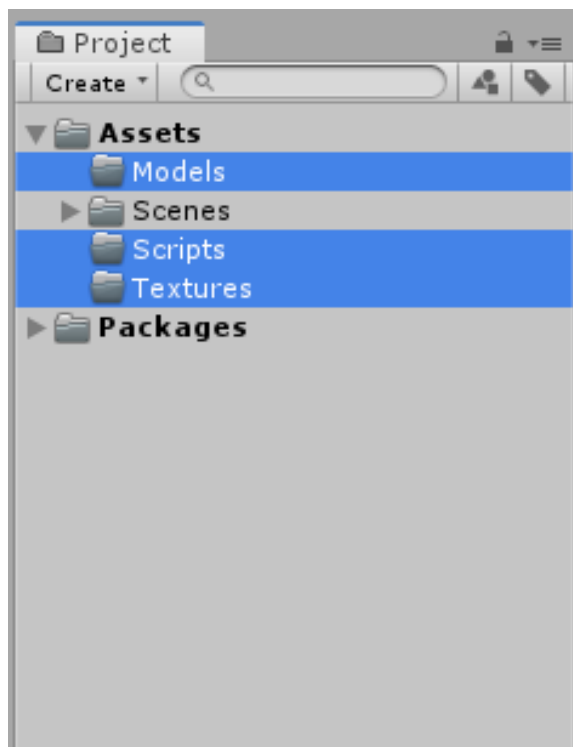 Project
Create
Assets
Models
Scenes
Scripts
Textures
Packages